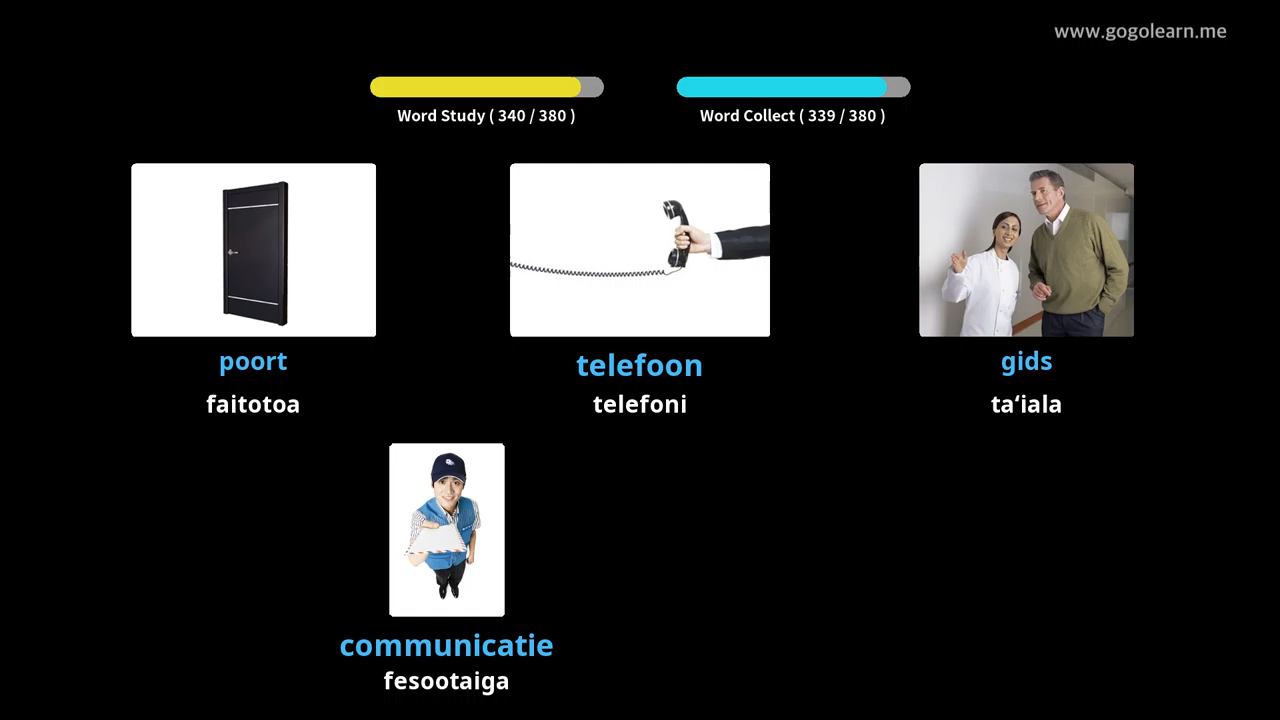 www.gogolearn.me
Word Study ( 340 / 380 )
Word Collect ( 339 / 380 )
poort
telefoon
gids
faitotoa
telefoni
taʻiala
communicatie
fesootaiga